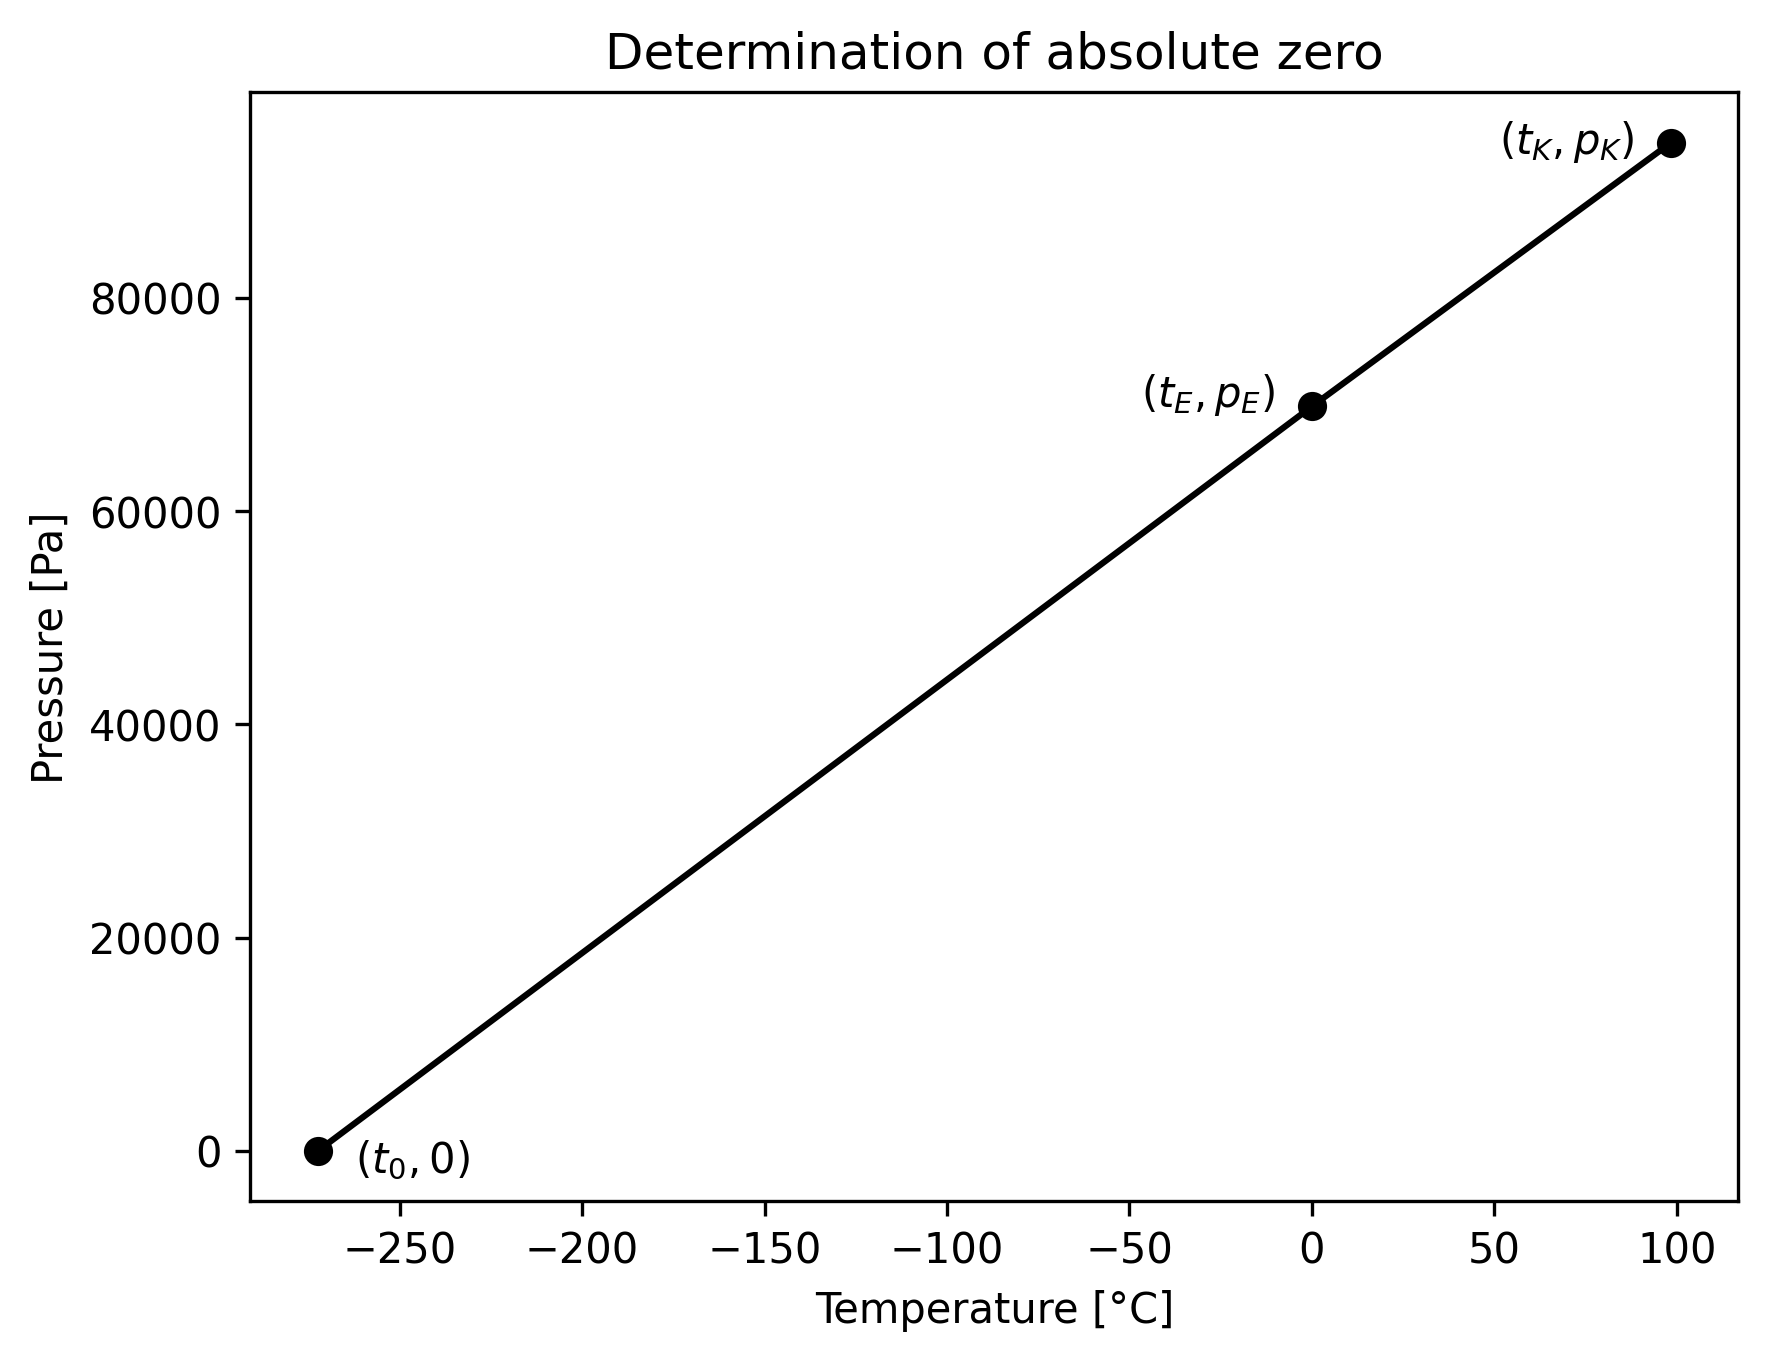 Determination of absolute zero
(t_K, p_K)
(t_E, p_E)
(t_0, 0)
80000
60000
40000
20000
0
Pressure [Pa]
−250 −200 −150 −100 −50 0 50 100
Temperature [°C]